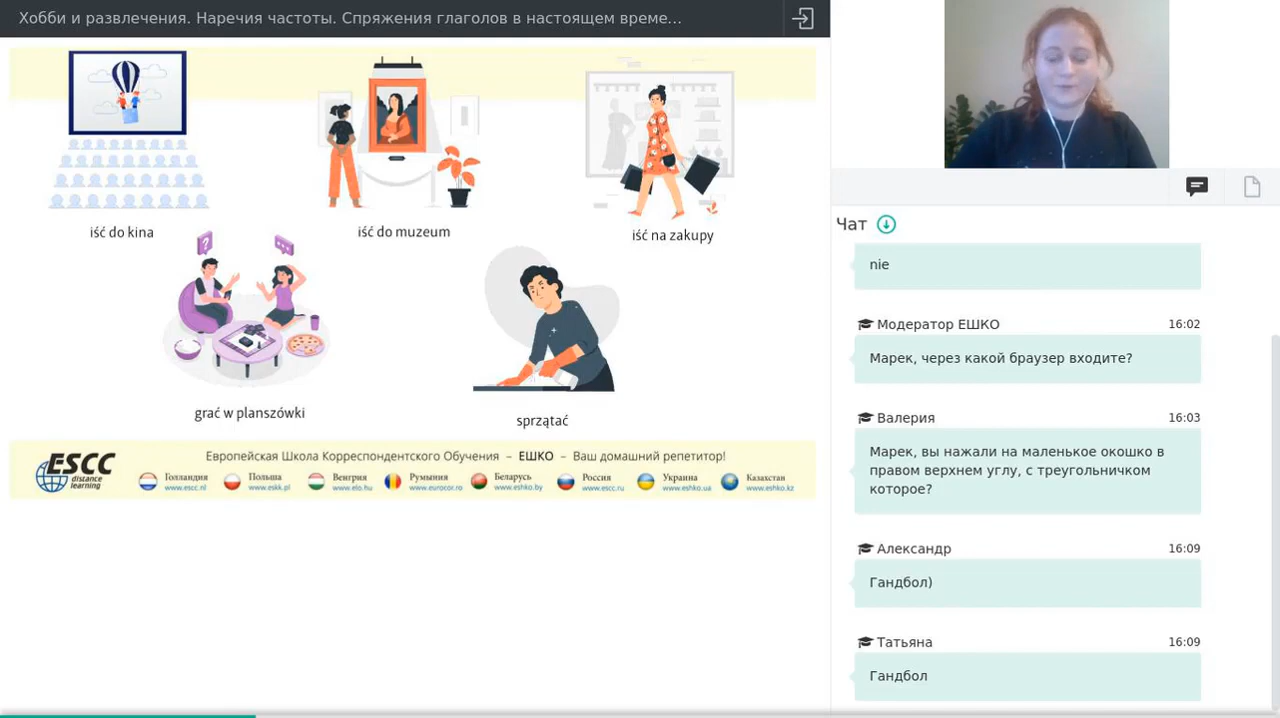 Хобби и развлечения. Наречия частоты. Спряжения глаголов в настоящем време...
iść do kina
iść do muzeum
iść na zakupy
grać w planszówki
sprzątać
ESCC
distance
learning
Европейская Школа Корреспондентского Обучения – ЕШКО – Ваш домашний репетитор!
Голландия
www.escc.nl
Польша
www.eskk.pl
Венгрия
www.elo.hu
Румыния
www.eurocor.ro
Беларусь
www.eshko.by
Россия
www.escc.ru
Украина
www.eshko.ua
Казахстан
www.eshko.kz
Чат
nie
Модератор ЕШКО 16:02
Марек, через какой браузер входите?
Валерия 16:03
Марек, вы нажали на маленькое окошко в
правом верхнем углу, с треугольничком
которое?
Александр 16:09
Гандбол)
Татьяна 16:09
Гандбол